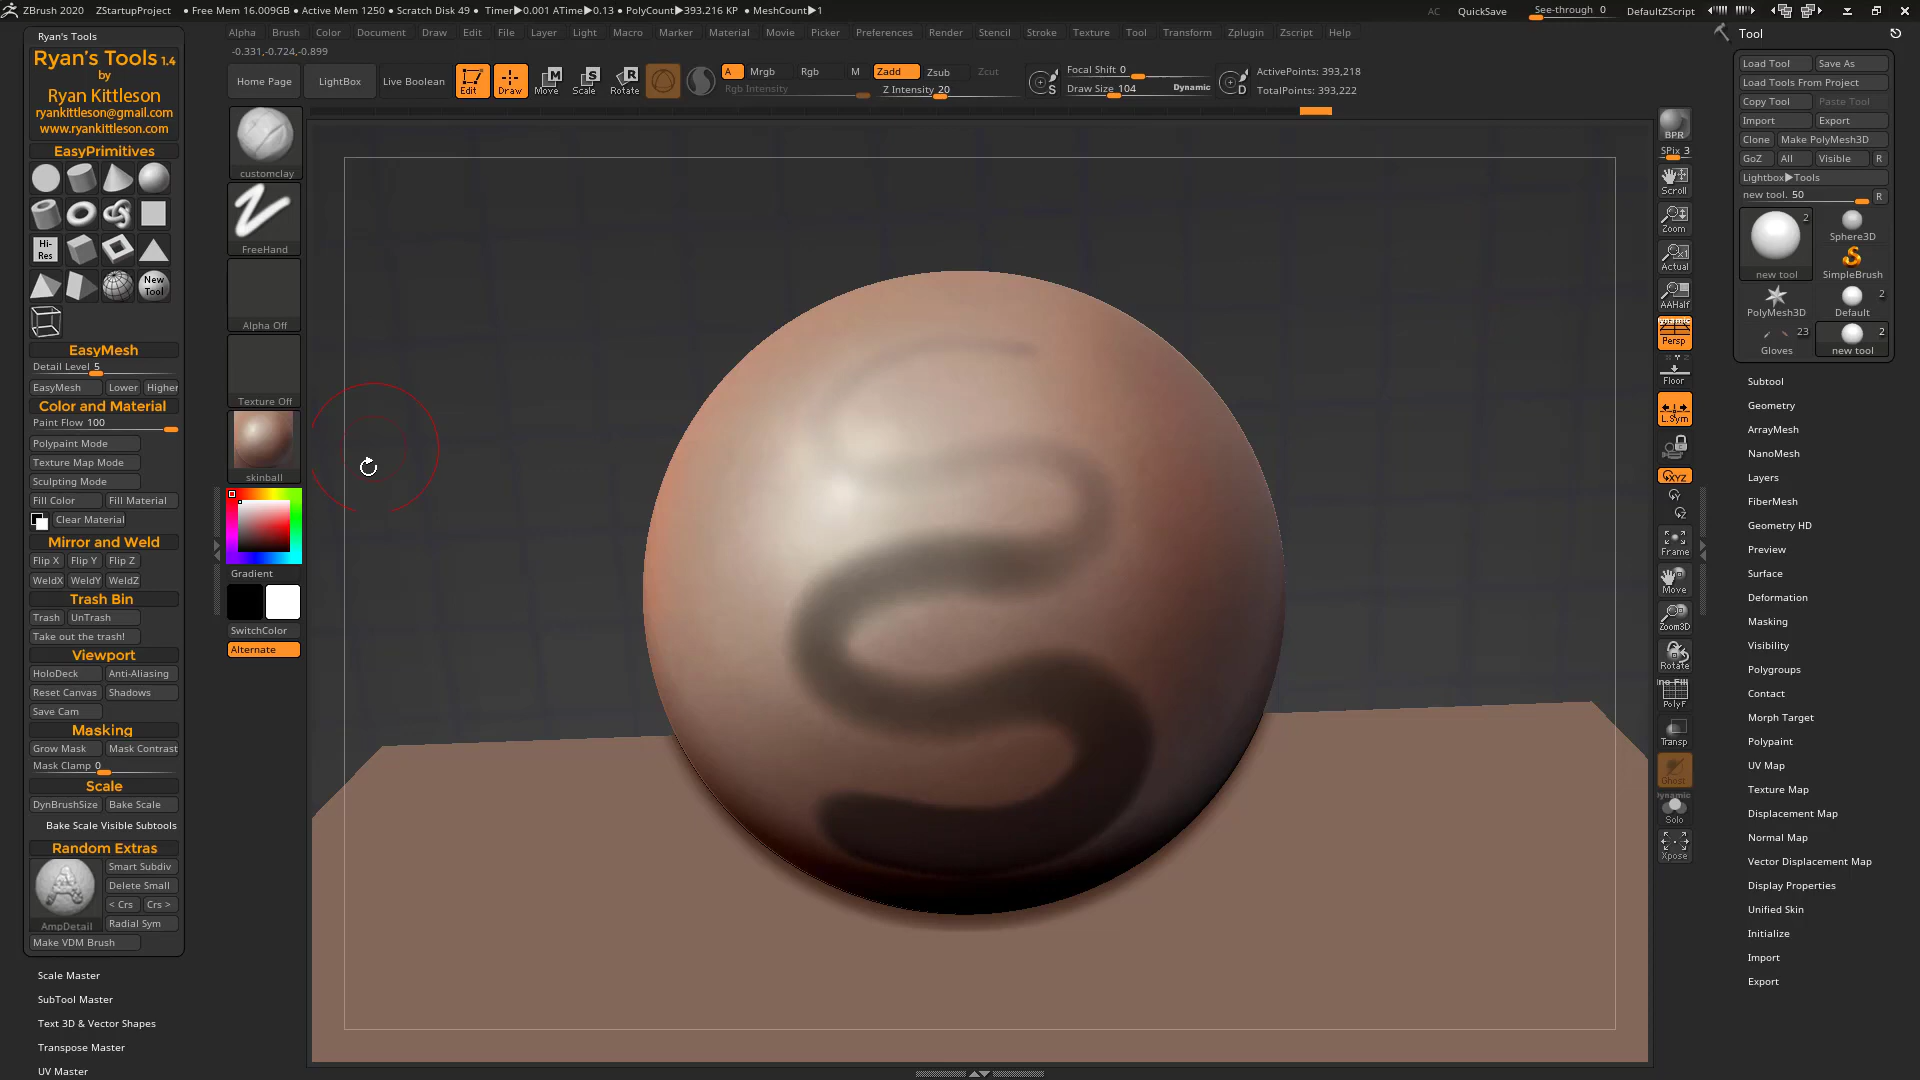 ZBrush 2020 ZStartupProject • Free Mem 16.009GB • Active Mem 1250 • Scratch Disk 49 • Timer▶0.001 ATime▶0.13 • PolyCount▶393.216 KP • MeshCount▶1
AC QuickSave See-through 0 DefaultZScript
Alpha Brush Color Document Draw Edit File Layer Light Macro Marker Material Movie Picker Preferences Render Stencil Stroke Texture Tool Transform Zplugin Zscript Help
-0.331,-0.724,-0.899
Home Page LightBox Live Boolean Edit Draw Move Scale Rotate
A Mrgb Rgb M Zadd Zsub Zcut
Rgb Intensity Z Intensity 20
Focal Shift 0 ActivePoints: 393,218
Draw Size 104 Dynamic TotalPoints: 393,222
S
D
Ryan's Tools
Ryan's Tools 1.4
by
Ryan Kittleson
ryankittleson@gmail.com
www.ryankittleson.com
EasyPrimitives
Hi-
Res
New
Tool
EasyMesh
Detail Level 5
EasyMesh Lower Higher
Color and Material
Paint Flow 100
Polypaint Mode
Texture Map Mode
Sculpting Mode
Fill Color Fill Material
Clear Material
Mirror and Weld
Flip X Flip Y Flip Z
WeldX WeldY WeldZ
Trash Bin
Trash UnTrash
Take out the trash!
Viewport
HoloDeck Anti-Aliasing
Reset Canvas Shadows
Save Cam
Masking
Grow Mask Mask Contrast
Mask Clamp 0
Scale
DynBrushSize Bake Scale
Bake Scale Visible Subtools
Random Extras
Smart Subdiv
Delete Small
< Crs Crs >
AmpDetail Radial Sym
Make VDM Brush
Scale Master
SubTool Master
Text 3D & Vector Shapes
Transpose Master
UV Master
customclay
FreeHand
Alpha Off
Texture Off
skinball
Gradient
SwitchColor
Alternate
BPR
SPix 3
Scroll
Zoom
Actual
AAHalf
Dynamic
Persp
Floor
L.Sym
XYZ
Y
Z
Frame
Move
Zoom3D
Rotate
PolyF
Transp
Ghost
Dynamic
Solo
Xpose
Tool
Load Tool Save As
Load Tools From Project
Copy Tool Paste Tool
Import Export
Clone Make PolyMesh3D
GoZ All Visible R
Lightbox▶Tools
new tool. 50 R
2
new tool Sphere3D
SimpleBrush
PolyMesh3D Default 2
Gloves 23 new tool 2
Subtool
Geometry
ArrayMesh
NanoMesh
Layers
FiberMesh
Geometry HD
Preview
Surface
Deformation
Masking
Visibility
Polygroups
Contact
Morph Target
Polypaint
UV Map
Texture Map
Displacement Map
Normal Map
Vector Displacement Map
Display Properties
Unified Skin
Initialize
Import
Export